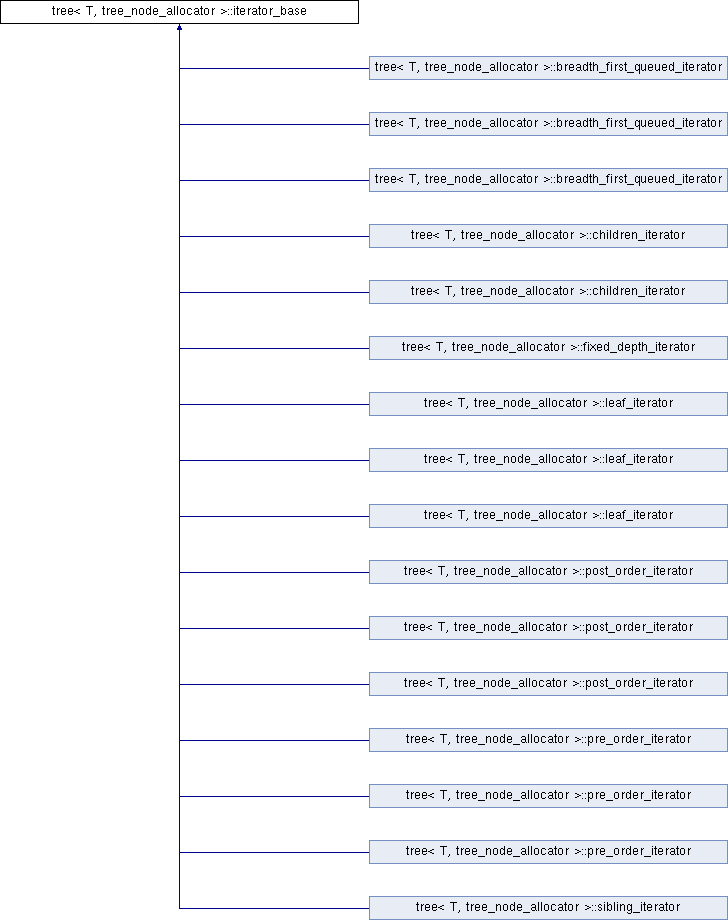 tree< T, tree_node_allocator >::iterator_base
tree< T, tree_node_allocator >::breadth_first_queued_iterator
tree< T, tree_node_allocator >::breadth_first_queued_iterator
tree< T, tree_node_allocator >::breadth_first_queued_iterator
tree< T, tree_node_allocator >::children_iterator
tree< T, tree_node_allocator >::children_iterator
tree< T, tree_node_allocator >::fixed_depth_iterator
tree< T, tree_node_allocator >::leaf_iterator
tree< T, tree_node_allocator >::leaf_iterator
tree< T, tree_node_allocator >::leaf_iterator
tree< T, tree_node_allocator >::post_order_iterator
tree< T, tree_node_allocator >::post_order_iterator
tree< T, tree_node_allocator >::post_order_iterator
tree< T, tree_node_allocator >::pre_order_iterator
tree< T, tree_node_allocator >::pre_order_iterator
tree< T, tree_node_allocator >::pre_order_iterator
tree< T, tree_node_allocator >::sibling_iterator